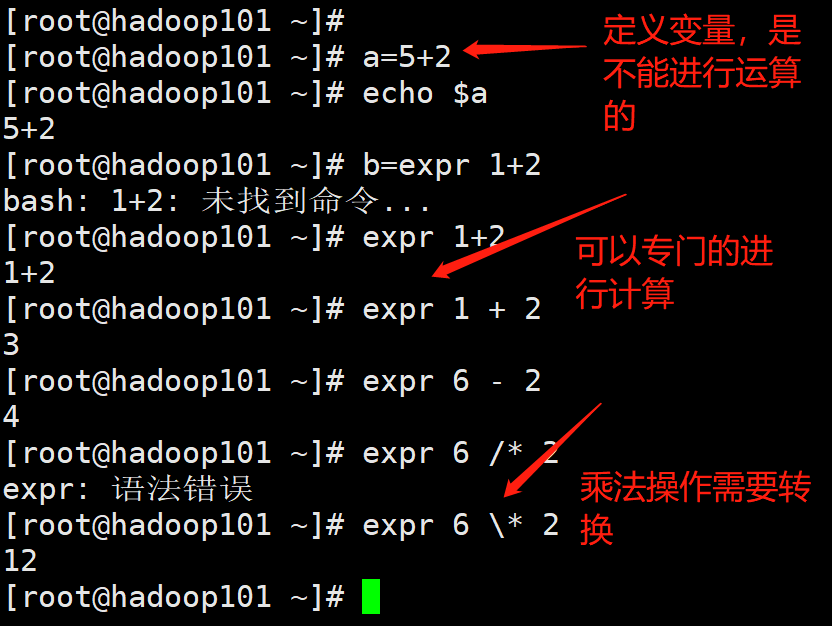 [root@hadoop101 ~]#
[root@hadoop101 ~]# a=5+2
[root@hadoop101 ~]# echo $a
5+2
[root@hadoop101 ~]# b=expr 1+2
bash: 1+2: 未找到命令...
[root@hadoop101 ~]# expr 1+2
1+2
[root@hadoop101 ~]# expr 1 + 2
3
[root@hadoop101 ~]# expr 6 - 2
4
[root@hadoop101 ~]# expr 6 /* 2
expr: 语法错误
[root@hadoop101 ~]# expr 6 \* 2
12
[root@hadoop101 ~]#
定义变量，是
不能进行运算
的
可以专门的进
行计算
乘法操作需要转
换